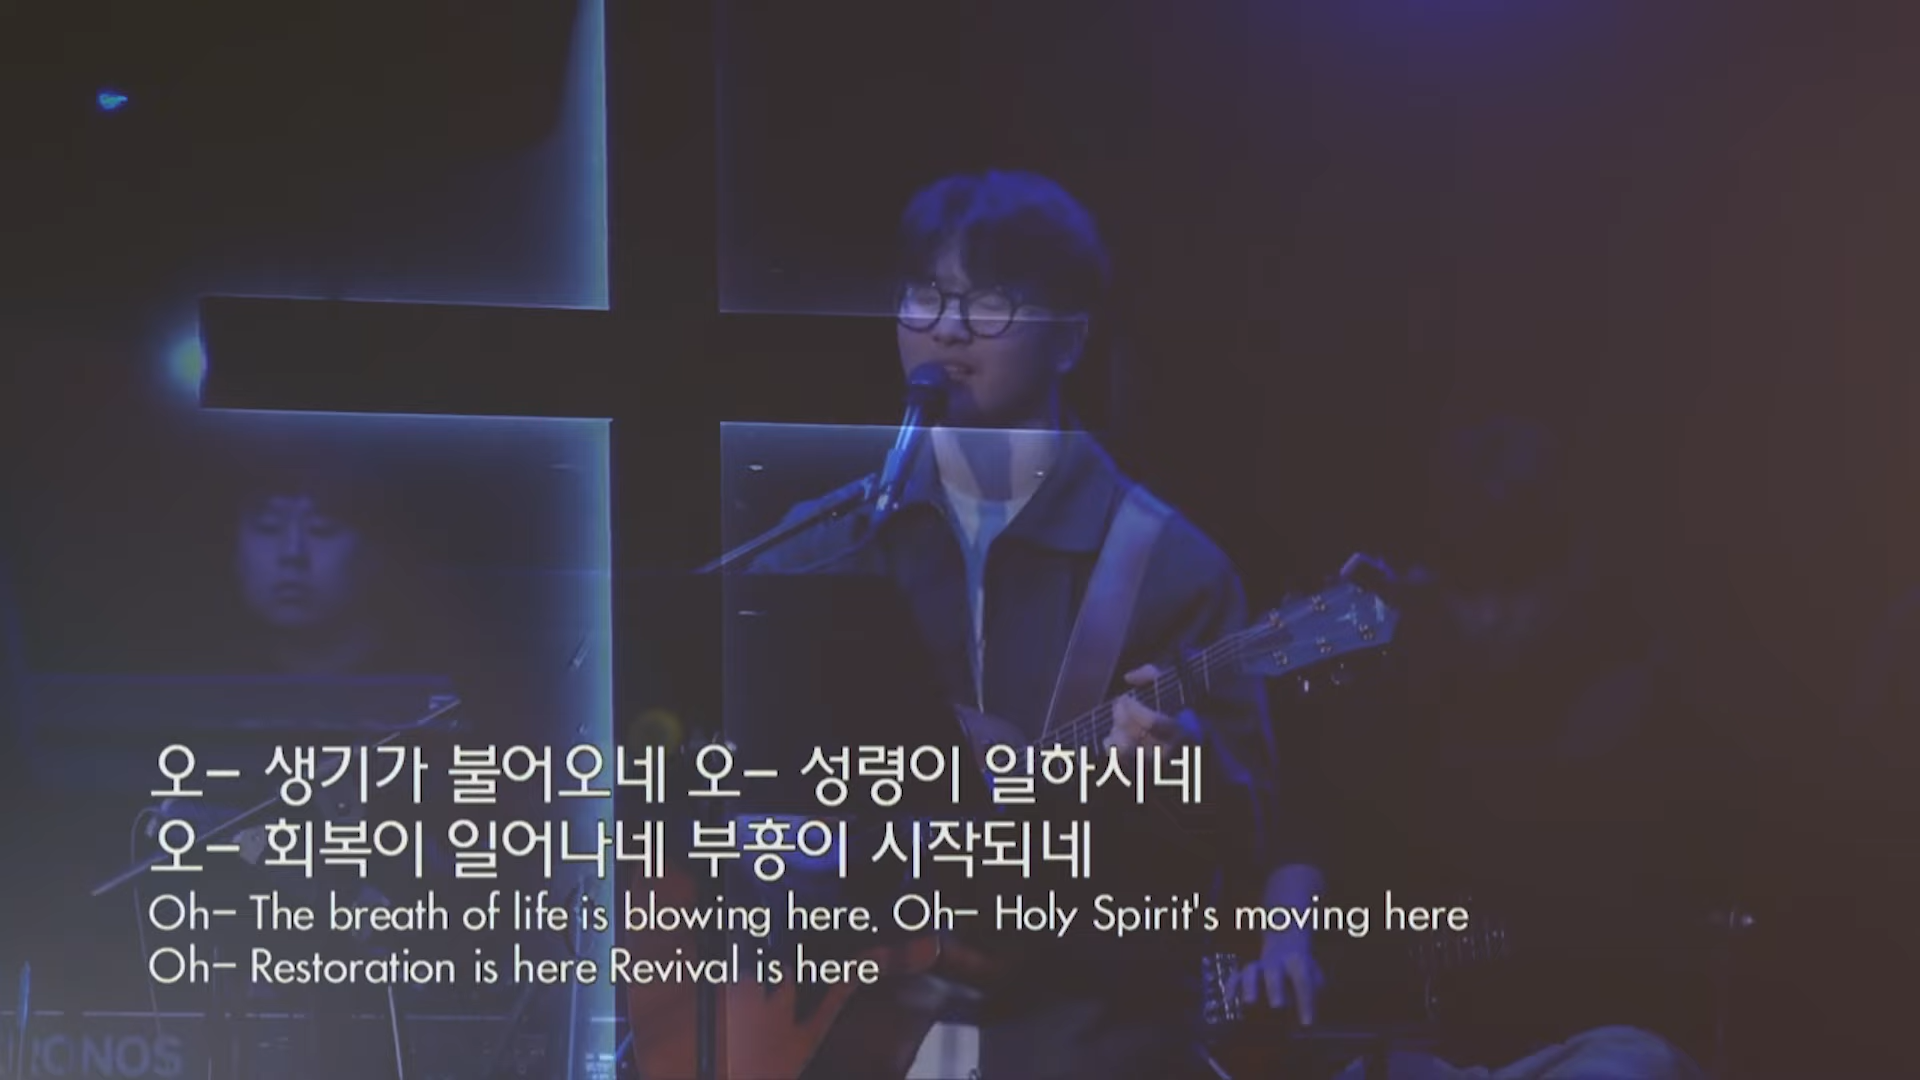 오- 생기가 불어오네 오- 성령이 일하시네
오- 회복이 일어나네 부흥이 시작되네
Oh- The breath of life is blowing here. Oh- Holy Spirit's moving here
Oh- Restoration is here Revival is here
KRONOS